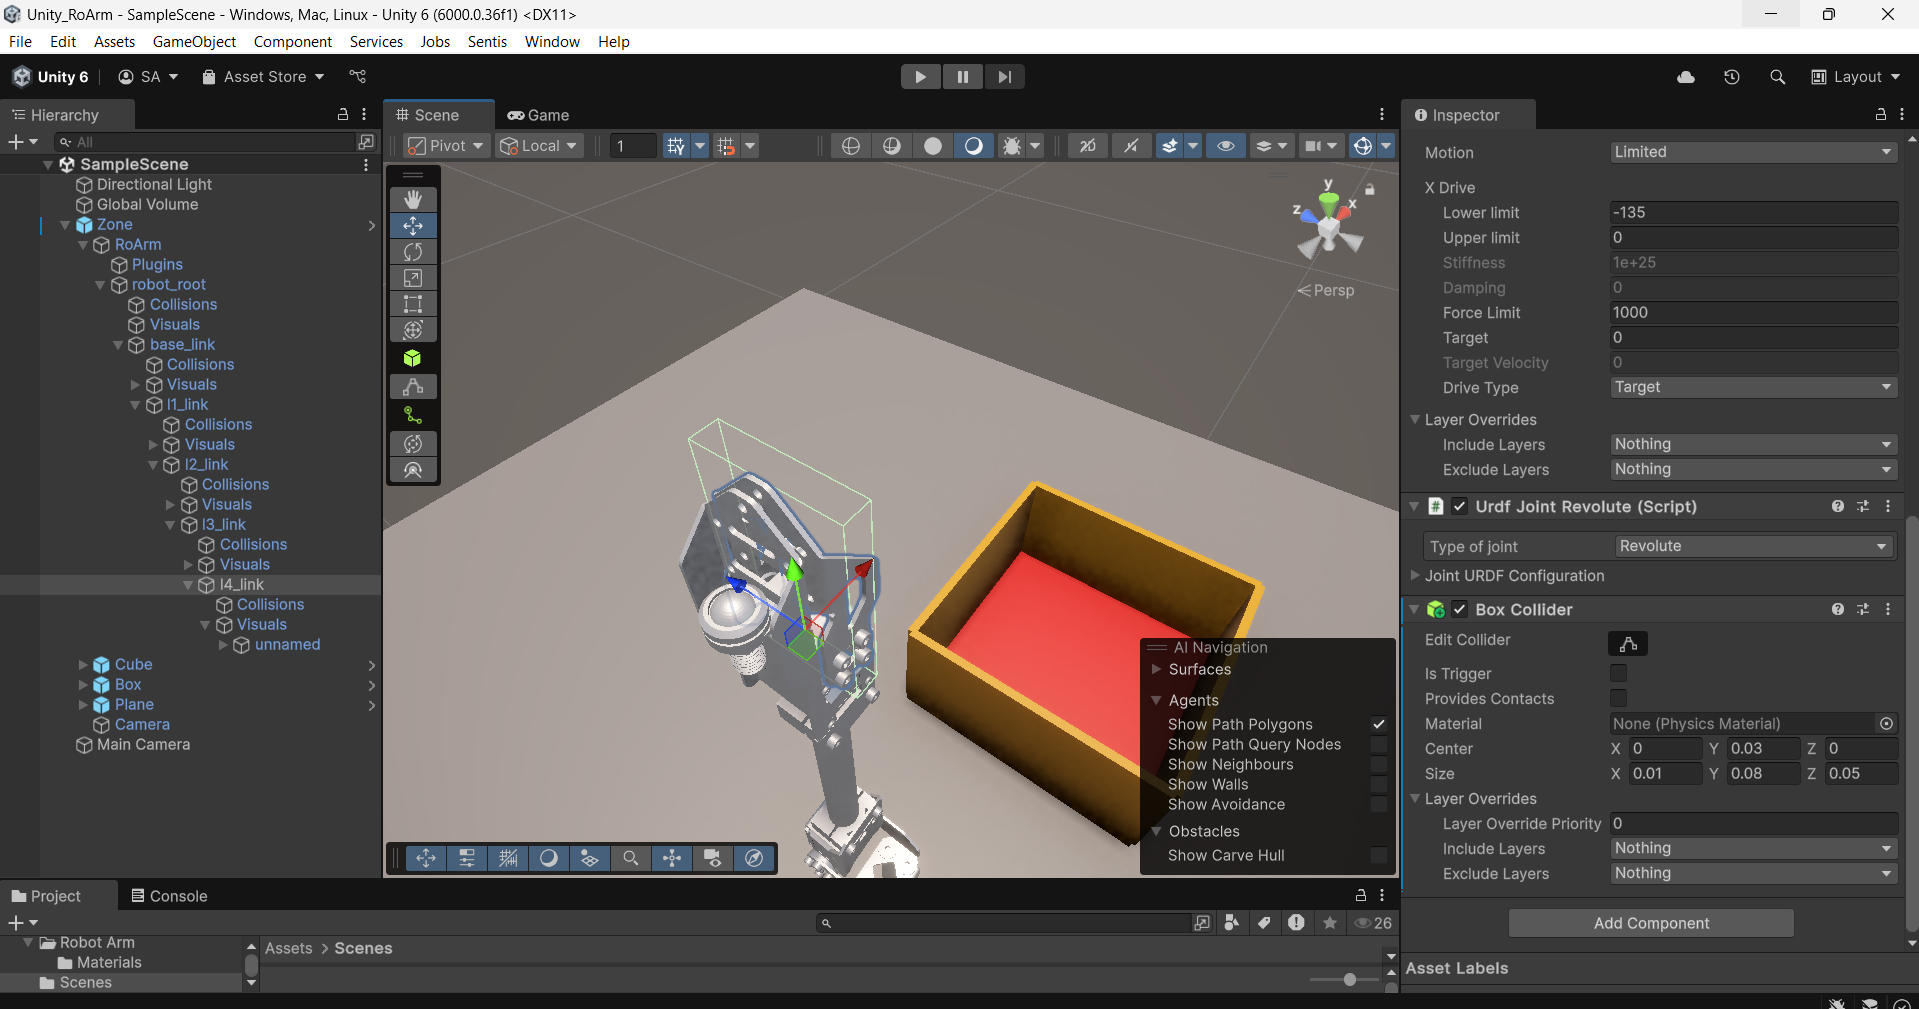 Unity_RoArm - SampleScene - Windows, Mac, Linux - Unity 6 (6000.0.36f1) <DX11>
File Edit Assets GameObject Component Services Jobs Sentis Window Help
Unity 6 SA Asset Store Layout
Hierarchy
All
SampleScene
Directional Light
Global Volume
Zone
RoArm
Plugins
robot_root
Collisions
Visuals
base_link
Collisions
Visuals
l1_link
Collisions
Visuals
l2_link
Collisions
Visuals
l3_link
Collisions
Visuals
l4_link
Collisions
Visuals
unnamed
Cube
Box
Plane
Camera
Main Camera
Scene Game
Pivot Local 1 2D
y
z x
Persp
AI Navigation
Surfaces
Agents
Show Path Polygons
Show Path Query Nodes
Show Neighbours
Show Walls
Show Avoidance
Obstacles
Show Carve Hull
Inspector
Motion Limited
X Drive
Lower limit -135
Upper limit 0
Stiffness 1e+25
Damping 0
Force Limit 1000
Target 0
Target Velocity 0
Drive Type Target
Layer Overrides
Include Layers Nothing
Exclude Layers Nothing
# Urdf Joint Revolute (Script)
Type of joint Revolute
Joint URDF Configuration
Box Collider
Edit Collider
Is Trigger
Provides Contacts
Material None (Physics Material)
Center X 0 Y 0.03 Z 0
Size X 0.01 Y 0.08 Z 0.05
Layer Overrides
Layer Override Priority 0
Include Layers Nothing
Exclude Layers Nothing
Add Component
Asset Labels
Project Console
26
Robot Arm
Materials
Scenes
Assets > Scenes